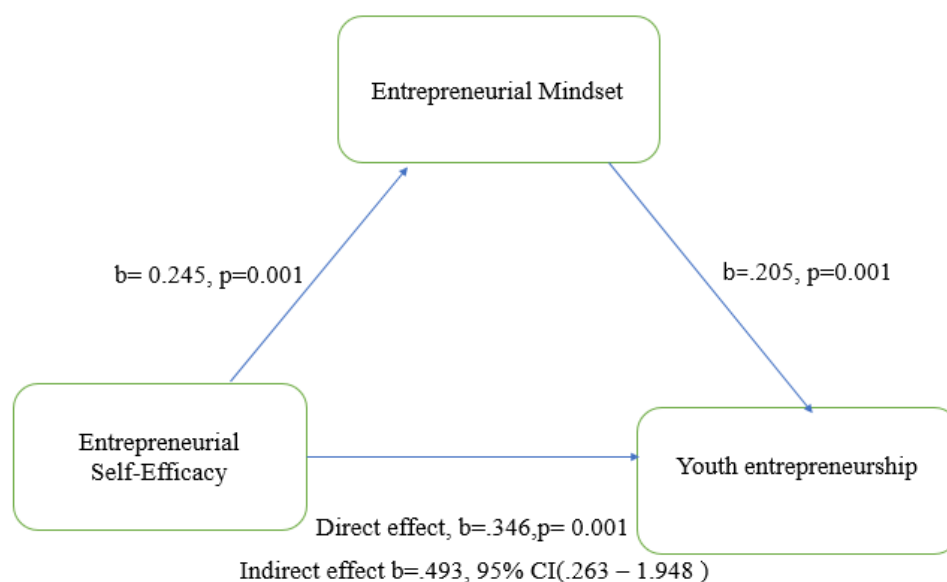 Entrepreneurial Mindset
b= 0.245, p=0.001
b=.205, p=0.001
Entrepreneurial
Self-Efficacy
Youth entrepreneurship
Direct effect, b=.346,p= 0.001
Indirect effect b=.493, 95% CI(.263 – 1.948 )